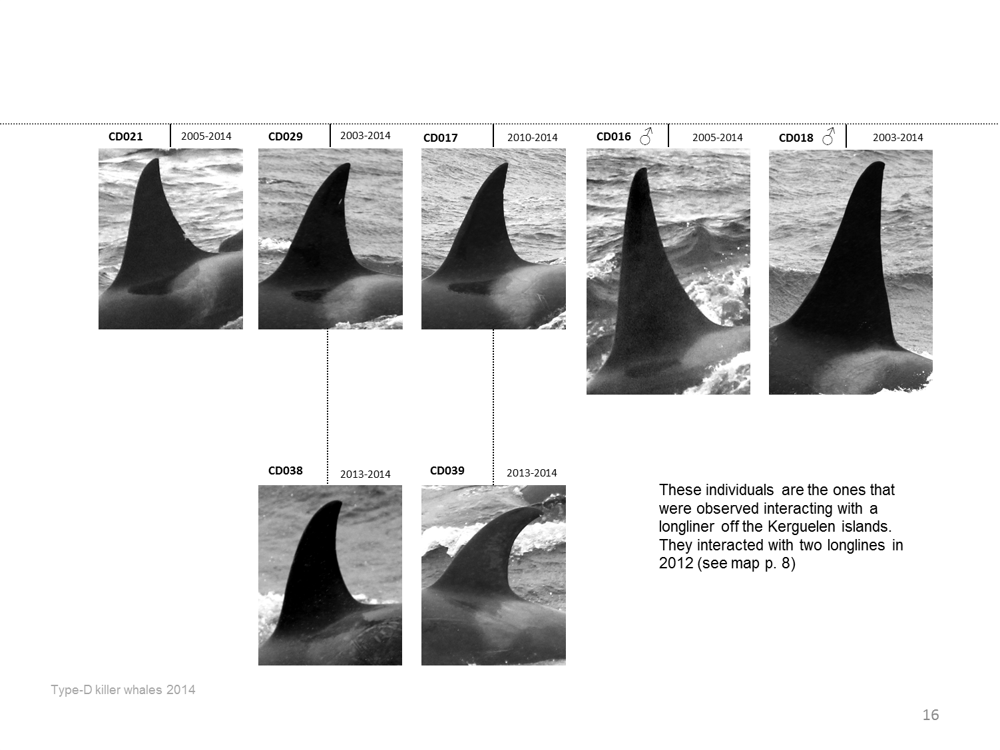 CD021 2005-2014 CD029 2003-2014 CD017 2010-2014 CD016 ♂ 2005-2014 CD018 ♂ 2003-2014
CD038 2013-2014 CD039 2013-2014
These individuals are the ones that
were observed interacting with a
longliner off the Kerguelen islands.
They interacted with two longlines in
2012 (see map p. 8)
Type-D killer whales 2014
16